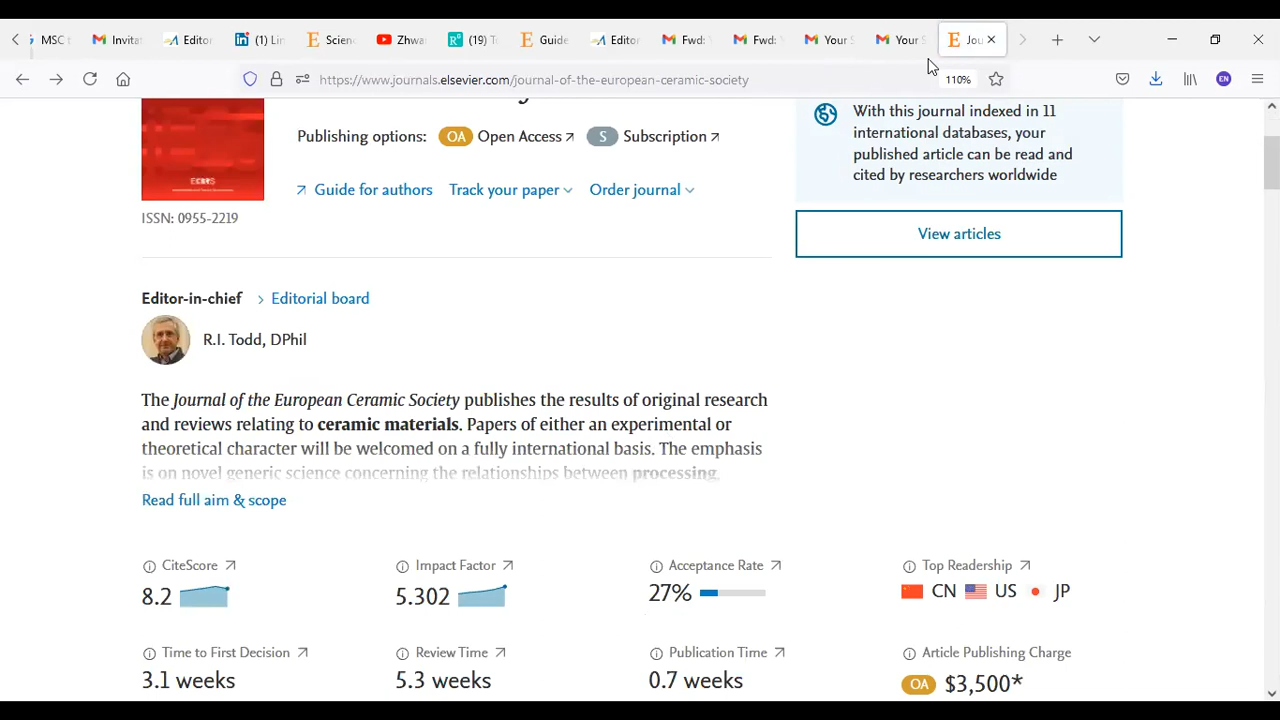 MSC t
Invitat
Editor
(1) Lin
Scienc
Zhwa
(19) T
Guide
Editor
Fwd:
Fwd:
Your S
Your S
Jou
https://www.journals.elsevier.com/journal-of-the-european-ceramic-society
110%
EN
Publishing options: OA Open Access S Subscription
Guide for authors Track your paper Order journal
ISSN: 0955-2219
With this journal indexed in 11
international databases, your
published article can be read and
cited by researchers worldwide
View articles
Editor-in-chief Editorial board
R.I. Todd, DPhil
The Journal of the European Ceramic Society publishes the results of original research
and reviews relating to ceramic materials. Papers of either an experimental or
theoretical character will be welcomed on a fully international basis. The emphasis
is on novel generic science concerning the relationships between processing,
Read full aim & scope
CiteScore
8.2
Impact Factor
5.302
Acceptance Rate
27%
Top Readership
CN US JP
Time to First Decision
3.1 weeks
Review Time
5.3 weeks
Publication Time
0.7 weeks
Article Publishing Charge
OA $3,500*